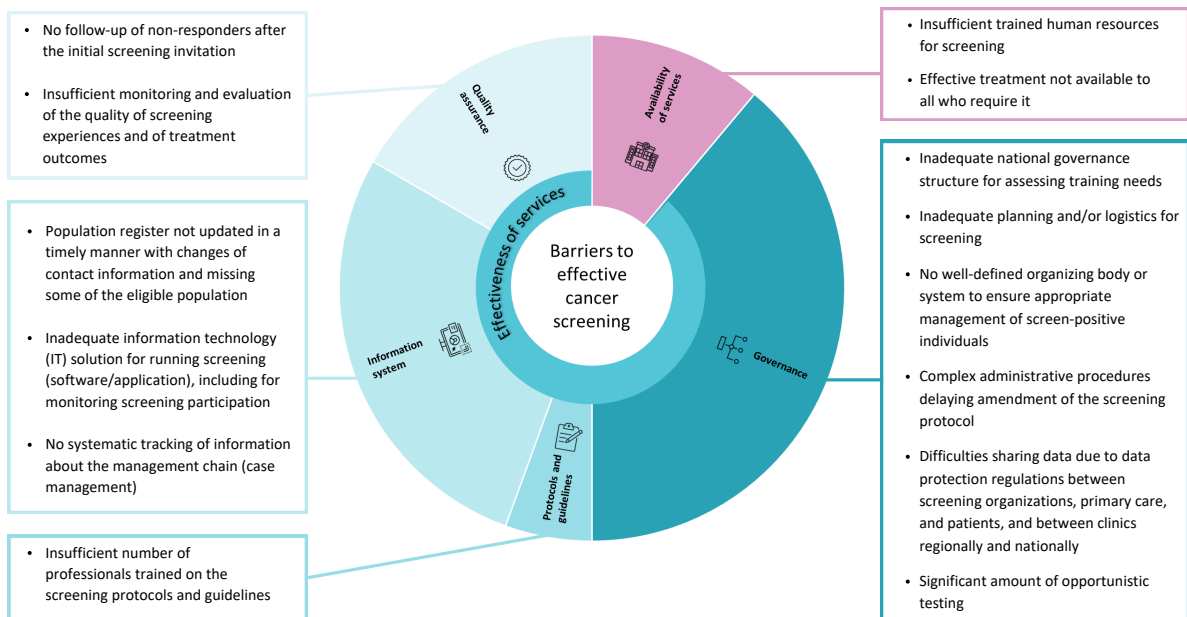 • No follow-up of non-responders after
the initial screening invitation
• Insufficient monitoring and evaluation
of the quality of screening
experiences and of treatment
outcomes
• Population register not updated in a
timely manner with changes of
contact information and missing
some of the eligible population
• Inadequate information technology
(IT) solution for running screening
(software/application), including for
monitoring screening participation
• No systematic tracking of information
about the management chain (case
management)
• Insufficient number of
professionals trained on the
screening protocols and guidelines
Quality
assurance
Availability
of services
Effectiveness of services
Barriers to
effective
cancer
screening
Information
system
Governance
Protocols and
guidelines
• Insufficient trained human resources
for screening
• Effective treatment not available to
all who require it
• Inadequate national governance
structure for assessing training needs
• Inadequate planning and/or logistics for
screening
• No well-defined organizing body or
system to ensure appropriate
management of screen-positive
individuals
• Complex administrative procedures
delaying amendment of the screening
protocol
• Difficulties sharing data due to data
protection regulations between
screening organizations, primary care,
and patients, and between clinics
regionally and nationally
• Significant amount of opportunistic
testing